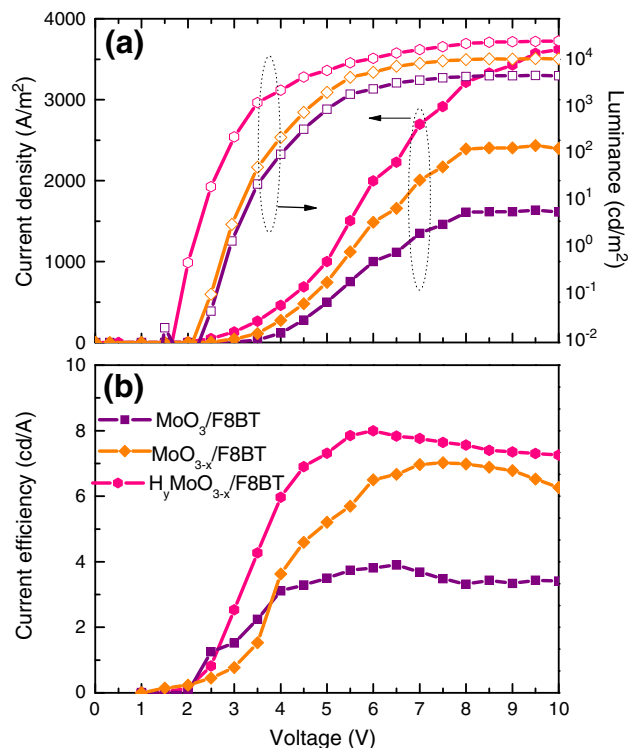 (a)
4000
3000
2000
1000
0
Current density (A/m²)
10⁴
10³
10²
10¹
10⁰
10⁻¹
10⁻²
Luminance (cd/m²)
(b)
10
8
6
4
2
0
Current efficiency (cd/A)
MoO₃/F8BT
MoO₃₋ₓ/F8BT
HᵧMoO₃₋ₓ/F8BT
0 1 2 3 4 5 6 7 8 9 10
Voltage (V)